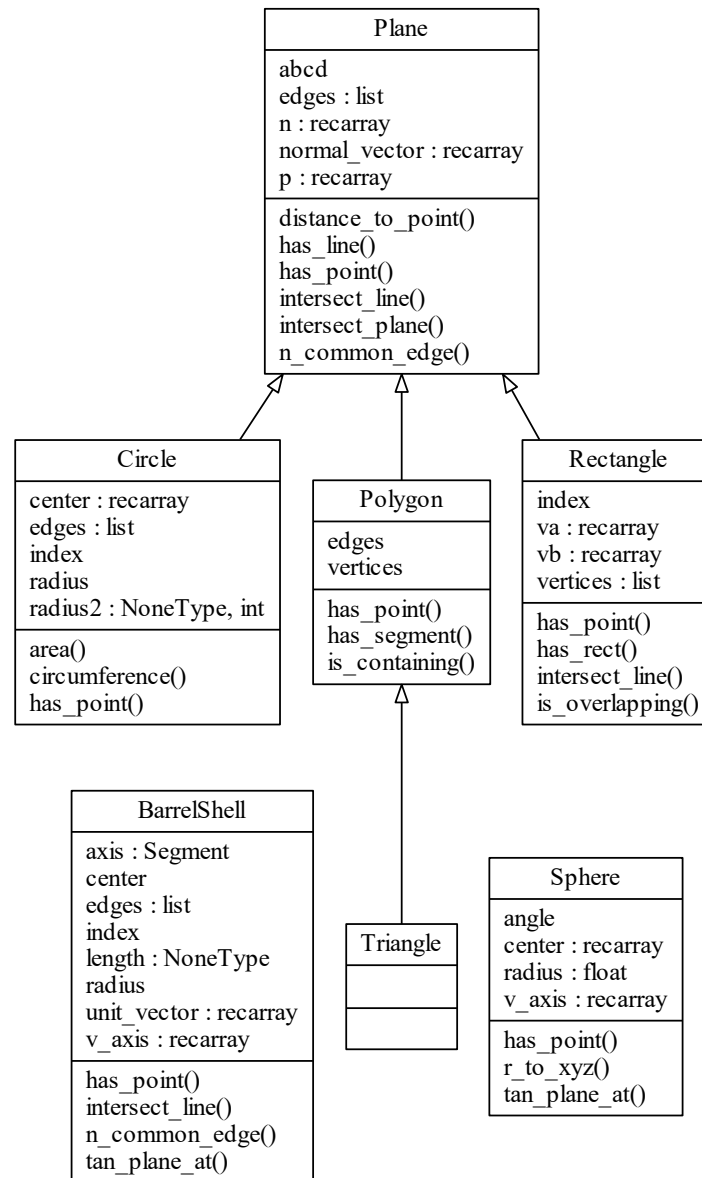 Plane
abcd
edges : list
n : recarray
normal_vector : recarray
p : recarray
distance_to_point()
has_line()
has_point()
intersect_line()
intersect_plane()
n_common_edge()
Circle
center : recarray
edges : list
index
radius
radius2 : NoneType, int
area()
circumference()
has_point()
Polygon
edges
vertices
has_point()
has_segment()
is_containing()
Rectangle
index
va : recarray
vb : recarray
vertices : list
has_point()
has_rect()
intersect_line()
is_overlapping()
BarrelShell
axis : Segment
center
edges : list
index
length : NoneType
radius
unit_vector : recarray
v_axis : recarray
has_point()
intersect_line()
n_common_edge()
tan_plane_at()
Triangle
Sphere
angle
center : recarray
radius : float
v_axis : recarray
has_point()
r_to_xyz()
tan_plane_at()